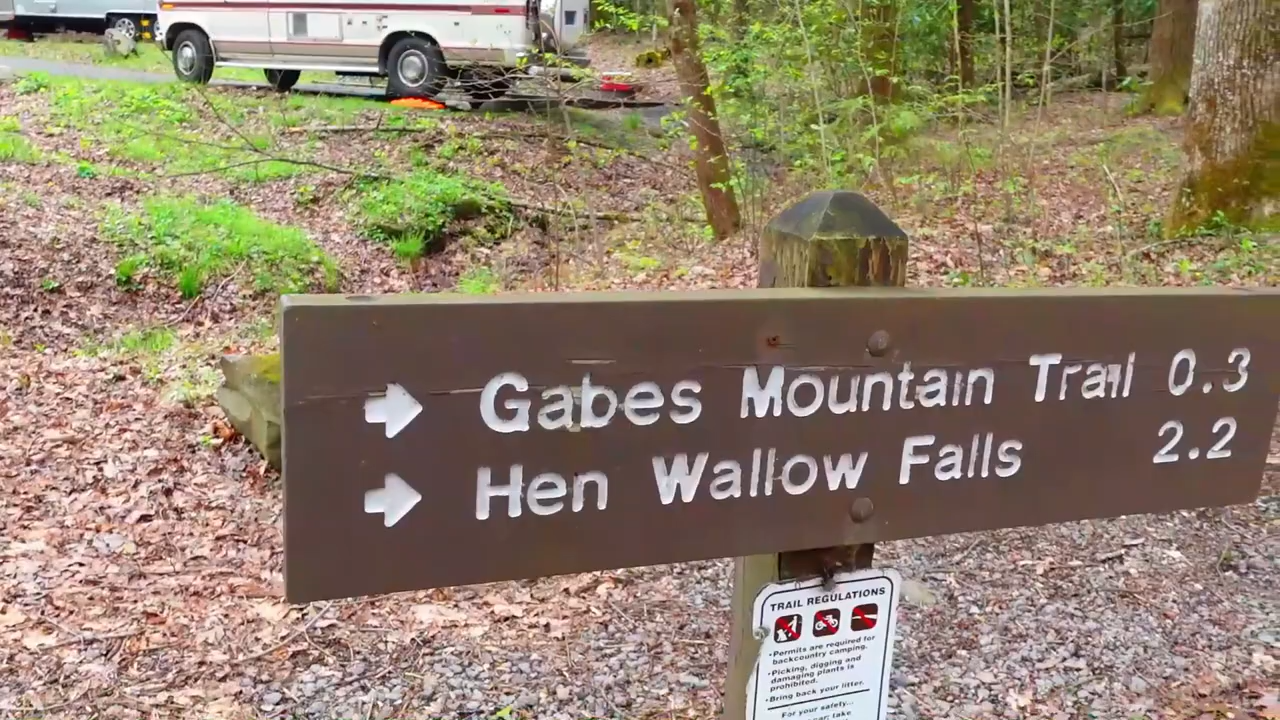 Gabes Mountain Trail 0.3
Hen Wallow Falls 2.2
TRAIL REGULATIONS
•Permits are required for
backcountry camping.
•Picking, digging and
damaging plants is
prohibited.
•Bring back your litter.
For your safety...
take